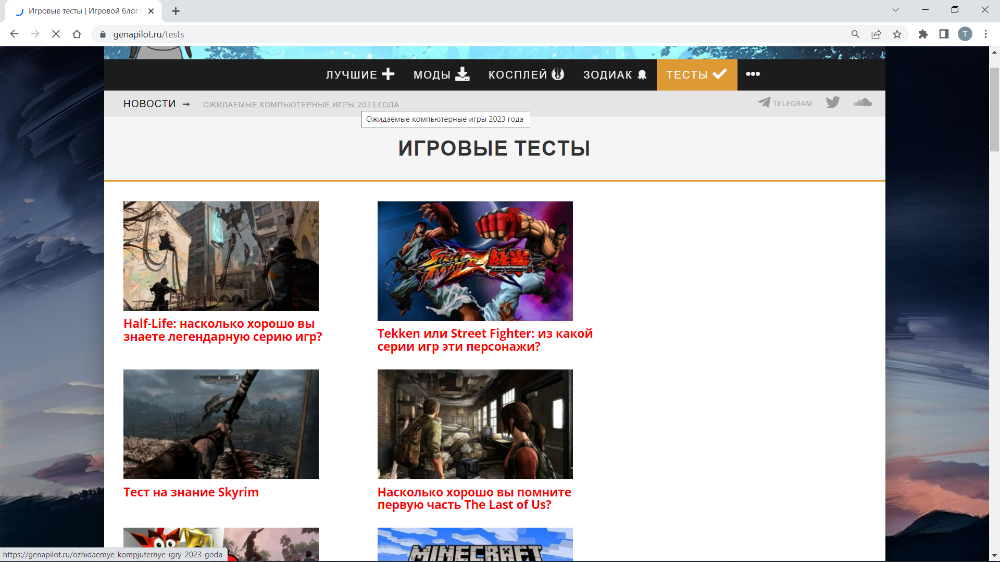 Игровые тесты | Игровой блог
genapilot.ru/tests
T
ЛУЧШИЕ
МОДЫ
КОСПЛЕЙ
ЗОДИАК
ТЕСТЫ
НОВОСТИ
ОЖИДАЕМЫЕ КОМПЬЮТЕРНЫЕ ИГРЫ 2023 ГОДА
TELEGRAM
Ожидаемые компьютерные игры 2023 года
ИГРОВЫЕ ТЕСТЫ
STREET
FIGHTER
Half-Life: насколько хорошо вы
знаете легендарную серию игр?
Tekken или Street Fighter: из какой
серии игр эти персонажи?
Тест на знание Skyrim
Насколько хорошо вы помните
первую часть The Last of Us?
MINECRAFT
https://genapilot.ru/ozhidaemye-kompjuternye-igry-2023-goda